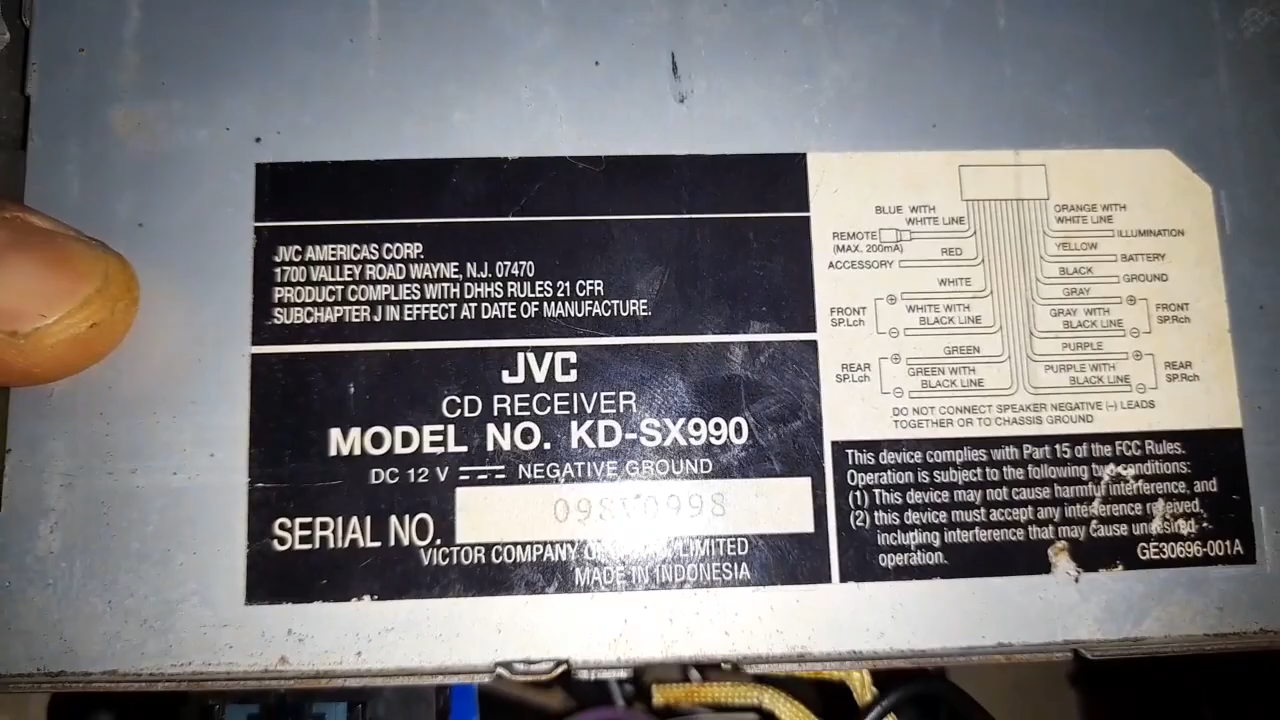 JVC AMERICAS CORP.
1700 VALLEY ROAD WAYNE, N.J. 07470
PRODUCT COMPLIES WITH DHHS RULES 21 CFR
SUBCHAPTER J IN EFFECT AT DATE OF MANUFACTURE.
JVC
CD RECEIVER
MODEL NO. KD-SX990
DC 12 V NEGATIVE GROUND
SERIAL NO.
VICTOR COMPANY LIMITED
MADE IN INDONESIA
BLUE WITH
WHITE LINE
REMOTE
(MAX. 200mA)
RED
ACCESSORY
WHITE
FRONT
SP.Lch
⊕
WHITE WITH
BLACK LINE
⊖
GREEN
REAR
SP.Lch
⊕
GREEN WITH
BLACK LINE
⊖
ORANGE WITH
WHITE LINE
ILLUMINATION
YELLOW
BATTERY
BLACK
GROUND
GRAY
⊕
FRONT
SP.Rch
GRAY WITH
BLACK LINE
⊖
PURPLE
⊕
REAR
SP.Rch
PURPLE WITH
BLACK LINE
⊖
DO NOT CONNECT SPEAKER NEGATIVE (–) LEADS
TOGETHER OR TO CHASSIS GROUND
This device complies with Part 15 of the FCC Rules.
Operation is subject to the following two conditions:
(1) This device may not cause harmful interference, and
(2) this device must accept any interference received,
including interference that may cause undesired
operation.
GE30696-001A